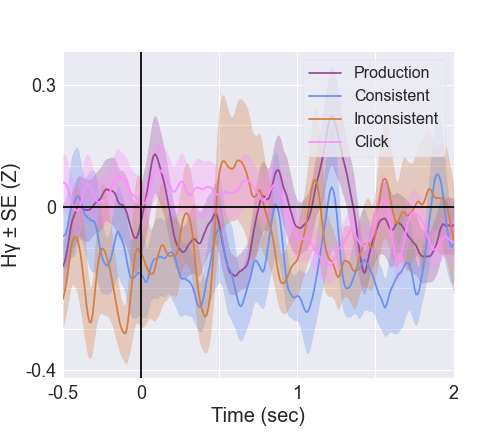 Production
Consistent
Inconsistent
Click
Hγ ± SE (Z)
0.3
0
-0.4
-0.5
0
1
2
Time (sec)